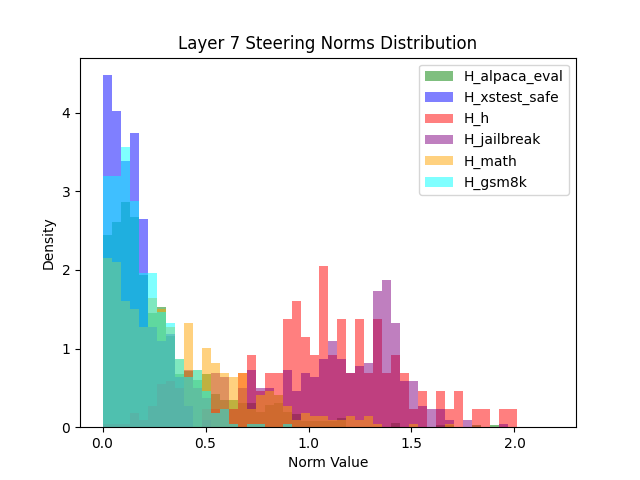 Layer 7 Steering Norms Distribution
H_alpaca_eval
H_xstest_safe
H_h
H_jailbreak
H_math
H_gsm8k
Density
4
3
2
1
0
0.0 0.5 1.0 1.5 2.0
Norm Value